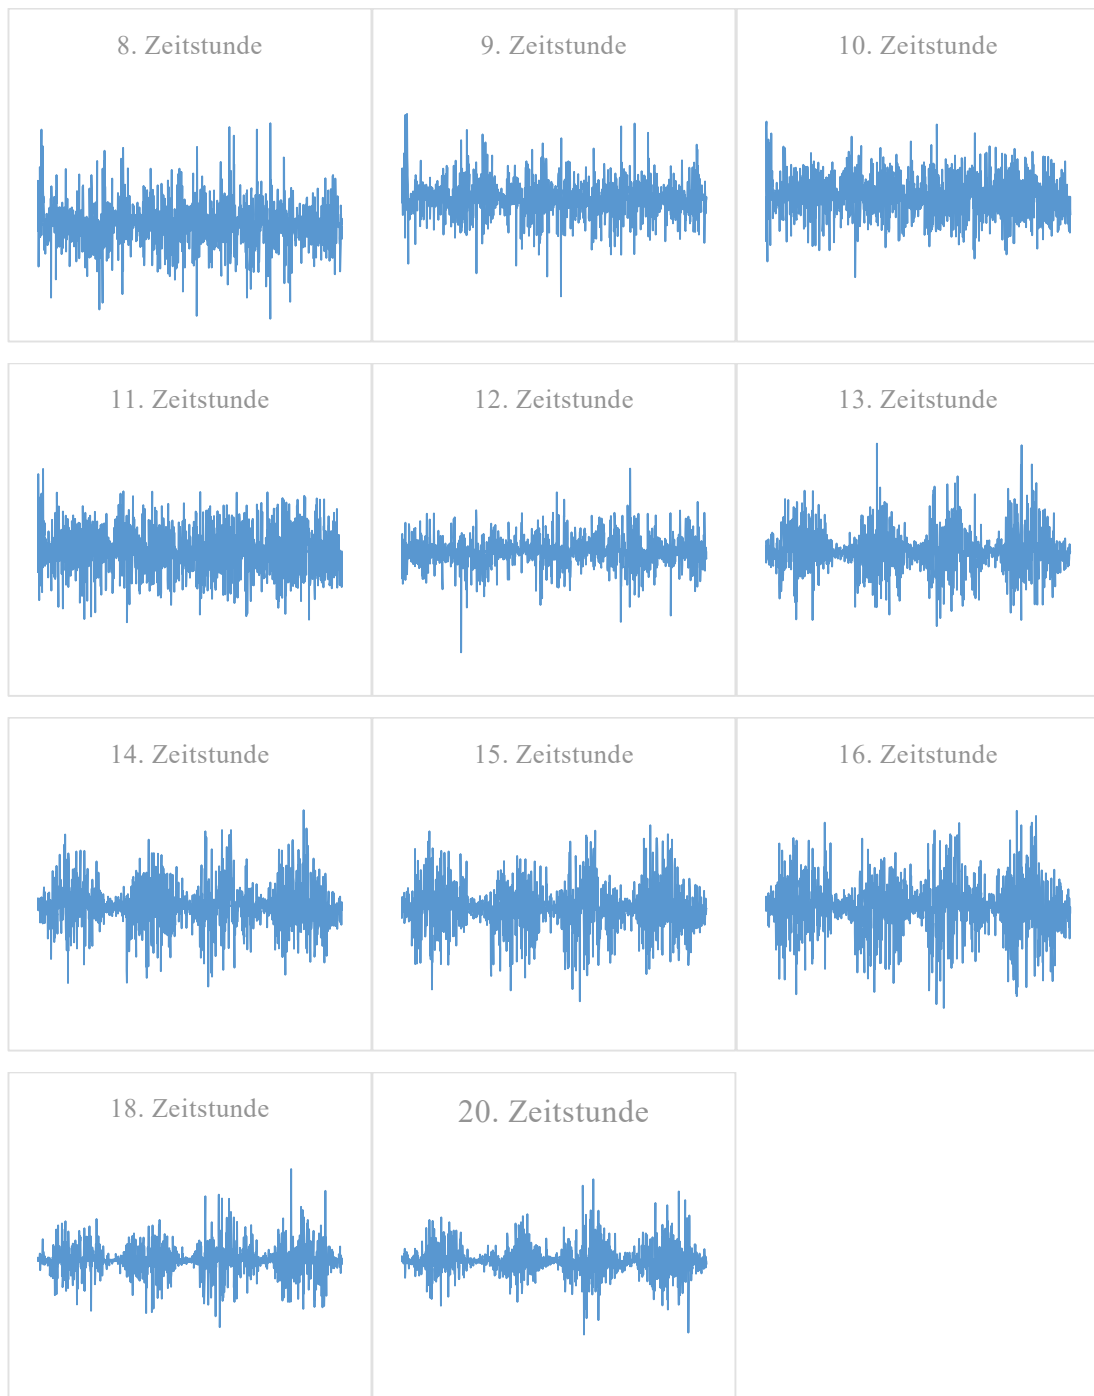 8. Zeitstunde
9. Zeitstunde
10. Zeitstunde
11. Zeitstunde
12. Zeitstunde
13. Zeitstunde
14. Zeitstunde
15. Zeitstunde
16. Zeitstunde
18. Zeitstunde
20. Zeitstunde